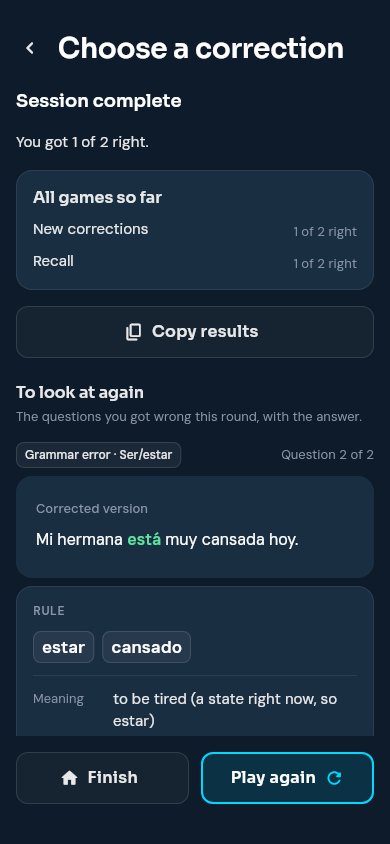 Choose a correction
Session complete
You got 1 of 2 right.
All games so far
New corrections 1 of 2 right
Recall 1 of 2 right
Copy results
To look at again
The questions you got wrong this round, with the answer.
Grammar error · Ser/estar Question 2 of 2
Corrected version
Mi hermana está muy cansada hoy.
RULE
estar cansado
Meaning to be tired (a state right now, so
estar)
Finish Play again